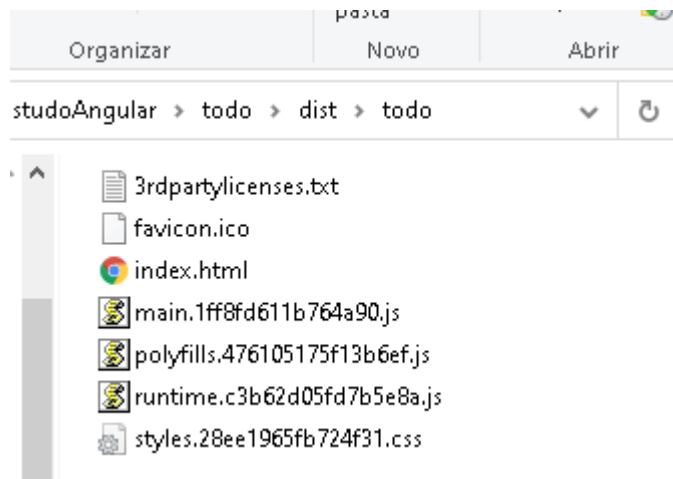 pasta
Organizar Novo Abrir
studoAngular > todo > dist > todo
3rdpartylicenses.txt
favicon.ico
index.html
main.1ff8fd611b764a90.js
polyfills.476105175f13b6ef.js
runtime.c3b62d05fd7b5e8a.js
styles.28ee1965fb724f31.css